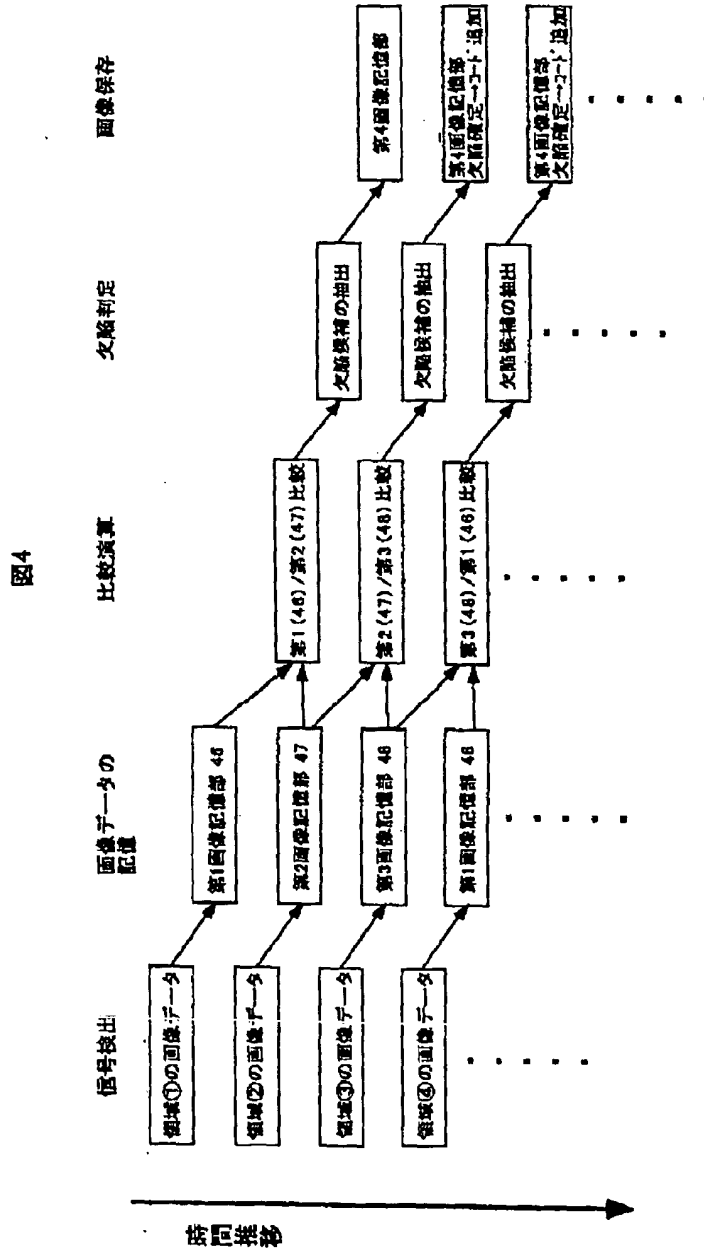 図4
時間推移
信号検出
画像データの
記憶
比較演算
欠陥判定
画像保存
領域①の画像データ
領域②の画像データ
領域③の画像データ
領域④の画像データ
第1画像記憶部 46
第2画像記憶部 47
第3画像記憶部 48
第1画像記憶部 46
第1(46)/第2(47)比較
第2(47)/第3(48)比較
第3(48)/第1(46)比較
欠陥候補の抽出
欠陥候補の抽出
欠陥候補の抽出
第4画像記憶部
第4画像記憶部
欠陥確定→コード追加
第4画像記憶部
欠陥確定→コード追加